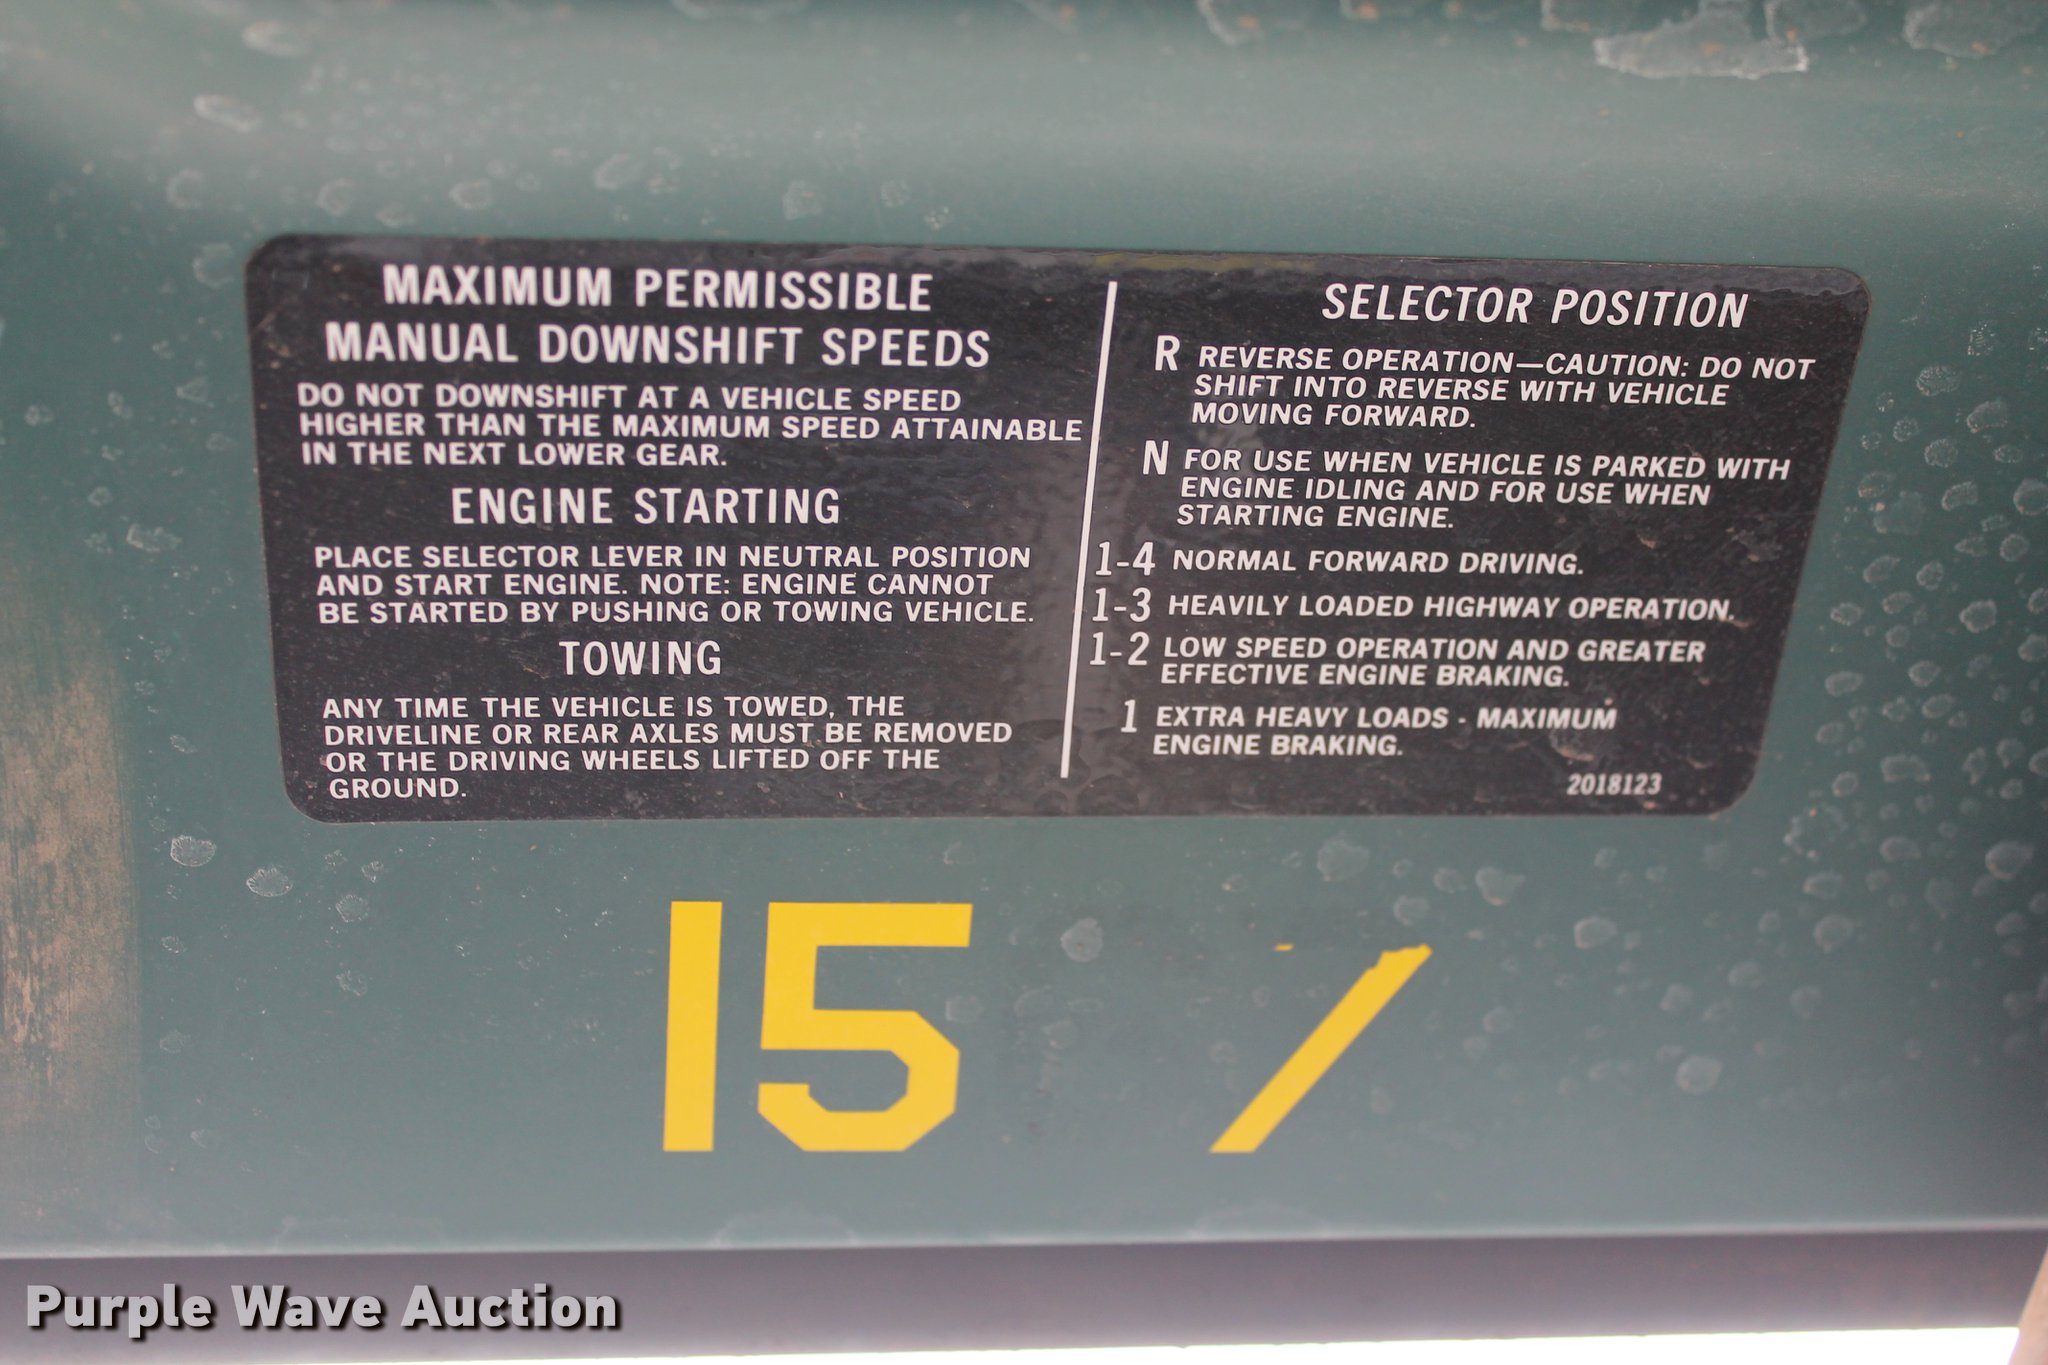 MAXIMUM PERMISSIBLE
MANUAL DOWNSHIFT SPEEDS
DO NOT DOWNSHIFT AT A VEHICLE SPEED
HIGHER THAN THE MAXIMUM SPEED ATTAINABLE
IN THE NEXT LOWER GEAR.
ENGINE STARTING
PLACE SELECTOR LEVER IN NEUTRAL POSITION
AND START ENGINE. NOTE: ENGINE CANNOT
BE STARTED BY PUSHING OR TOWING VEHICLE.
TOWING
ANY TIME THE VEHICLE IS TOWED, THE
DRIVELINE OR REAR AXLES MUST BE REMOVED
OR THE DRIVING WHEELS LIFTED OFF THE
GROUND.
SELECTOR POSITION
R REVERSE OPERATION—CAUTION: DO NOT
SHIFT INTO REVERSE WITH VEHICLE
MOVING FORWARD.
N FOR USE WHEN VEHICLE IS PARKED WITH
ENGINE IDLING AND FOR USE WHEN
STARTING ENGINE.
1-4 NORMAL FORWARD DRIVING.
1-3 HEAVILY LOADED HIGHWAY OPERATION.
1-2 LOW SPEED OPERATION AND GREATER
EFFECTIVE ENGINE BRAKING.
1 EXTRA HEAVY LOADS - MAXIMUM
ENGINE BRAKING.
2018123
15 /
Purple Wave Auction